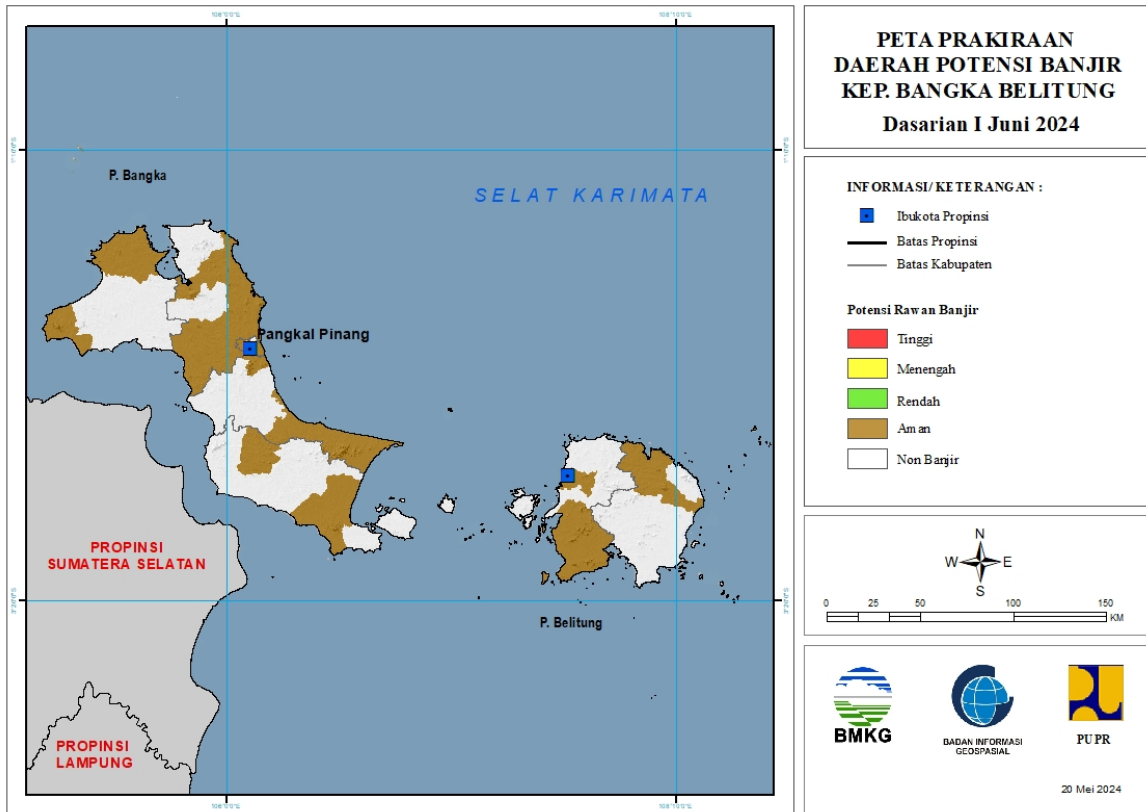 PETA PRAKIRAAN
DAERAH POTENSI BANJIR
KEP. BANGKA BELITUNG
Dasarian I Juni 2024
P. Bangka
SELAT KARIMATA
Pangkal Pinang
PROPINSI
SUMATERA SELATAN
P. Belitung
PROPINSI
LAMPUNG
INFORMASI/ KETERANGAN :
Ibukota Propinsi
Batas Propinsi
Batas Kabupaten
Potensi Rawan Banjir
Tinggi
Menengah
Rendah
Aman
Non Banjir
N
W E
S
0 25 50 100 150
KM
BMKG
BADAN INFORMASI
GEOSPASIAL
PUPR
20 Mei 2024